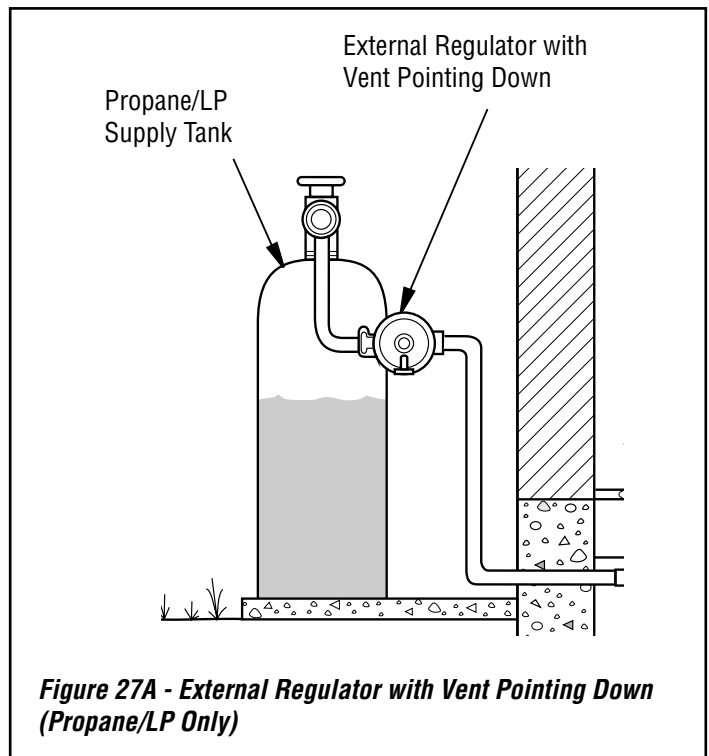 External Regulator with
Vent Pointing Down
Propane/LP
Supply Tank
Figure 27A - External Regulator with Vent Pointing Down
(Propane/LP Only)